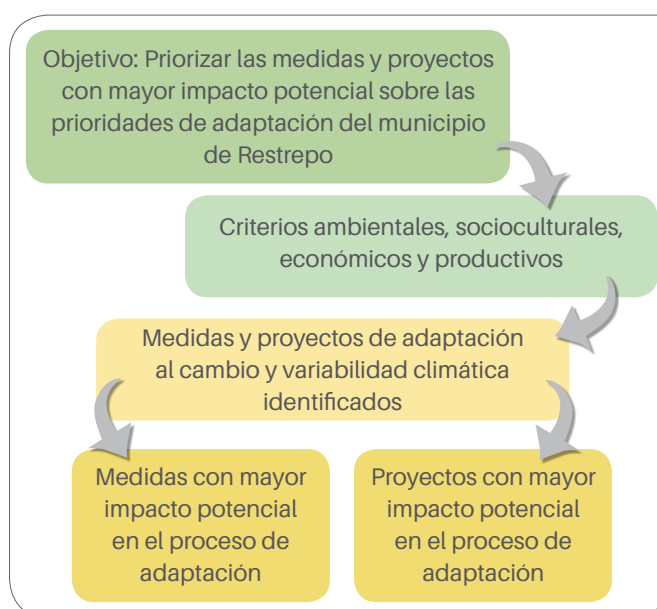 Objetivo: Priorizar las medidas y proyectos
con mayor impacto potencial sobre las
prioridades de adaptación del municipio
de Restrepo
Criterios ambientales, socioculturales,
económicos y productivos
Medidas y proyectos de adaptación
al cambio y variabilidad climática
identificados
Medidas con mayor
impacto potencial
en el proceso de
adaptación
Proyectos con mayor
impacto potencial
en el proceso de
adaptación